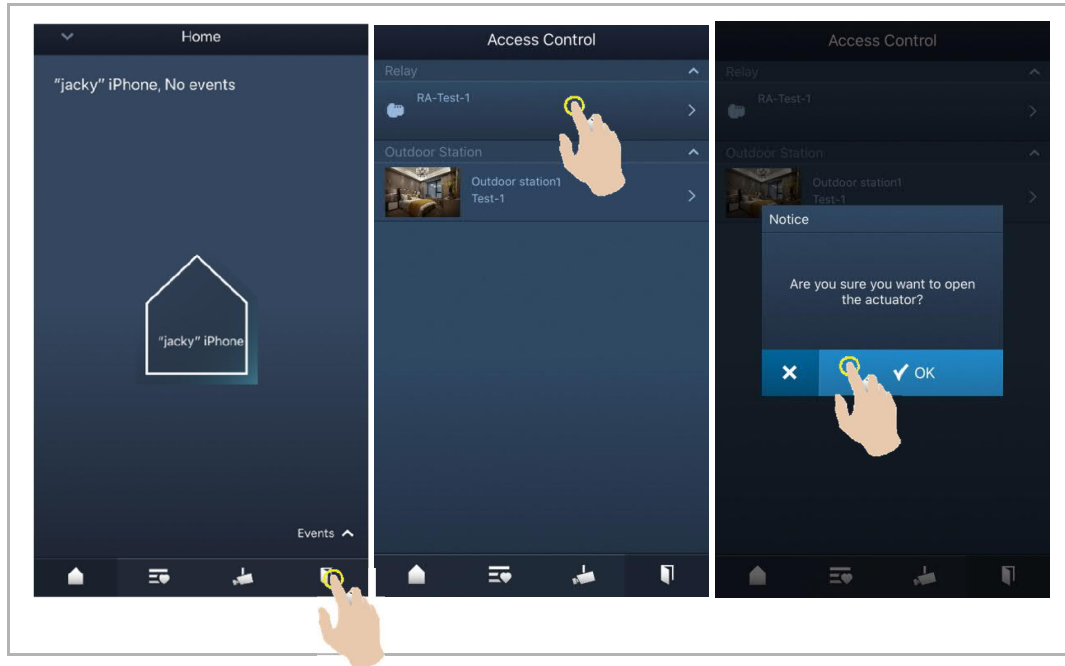 Home
"jacky" iPhone, No events
"jacky" iPhone
Events
Access Control
Relay
RA-Test-1
Outdoor Station
Outdoor station1
Test-1
Access Control
Relay
RA-Test-1
Outdoor Station
Outdoor station1
Test-1
Notice
Are you sure you want to open
the actuator?
OK